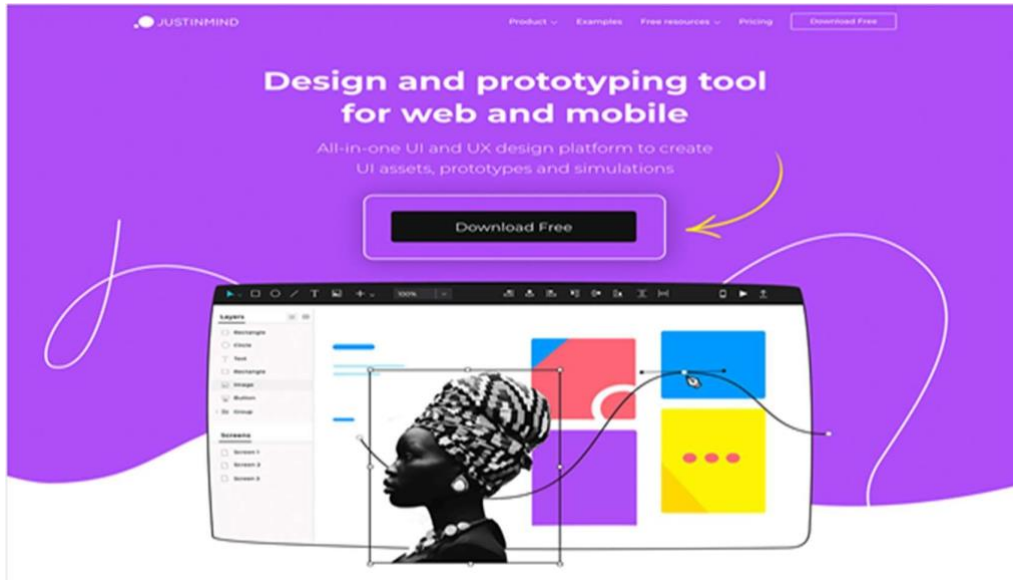 JUSTINMIND
Product Examples Free resources Pricing Download Free
Design and prototyping tool
for web and mobile
All-in-one UI and UX design platform to create
UI assets, prototypes and simulations
Download Free
T 100%
Layers
Rectangle
Circle
T Text
Rectangle
Image
Button
Group
Screens
Screen 1
Screen 2
Screen 3